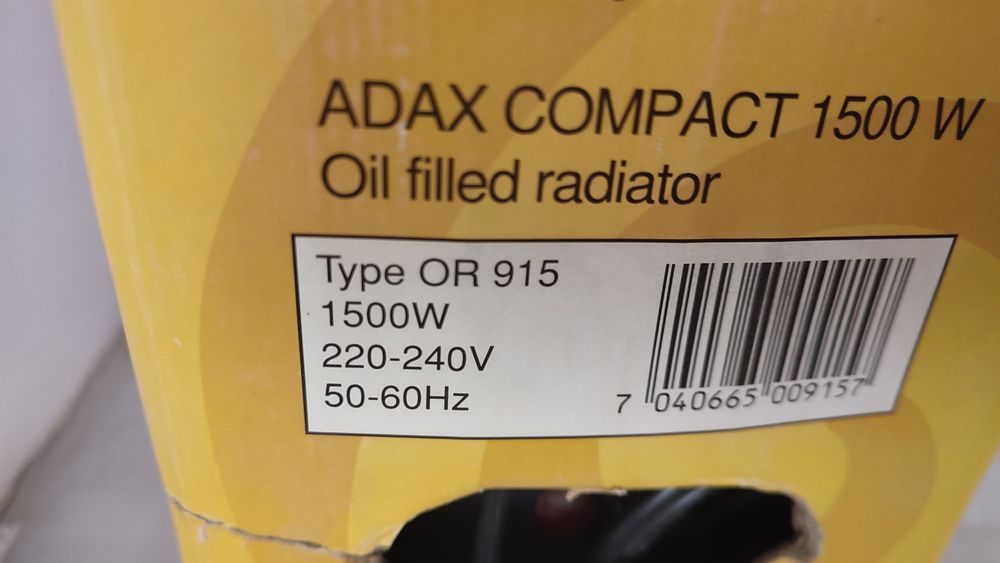 ADAX COMPACT 1500 W
Oil filled radiator
Type OR 915
1500W
220-240V
50-60Hz
7 040665 009157